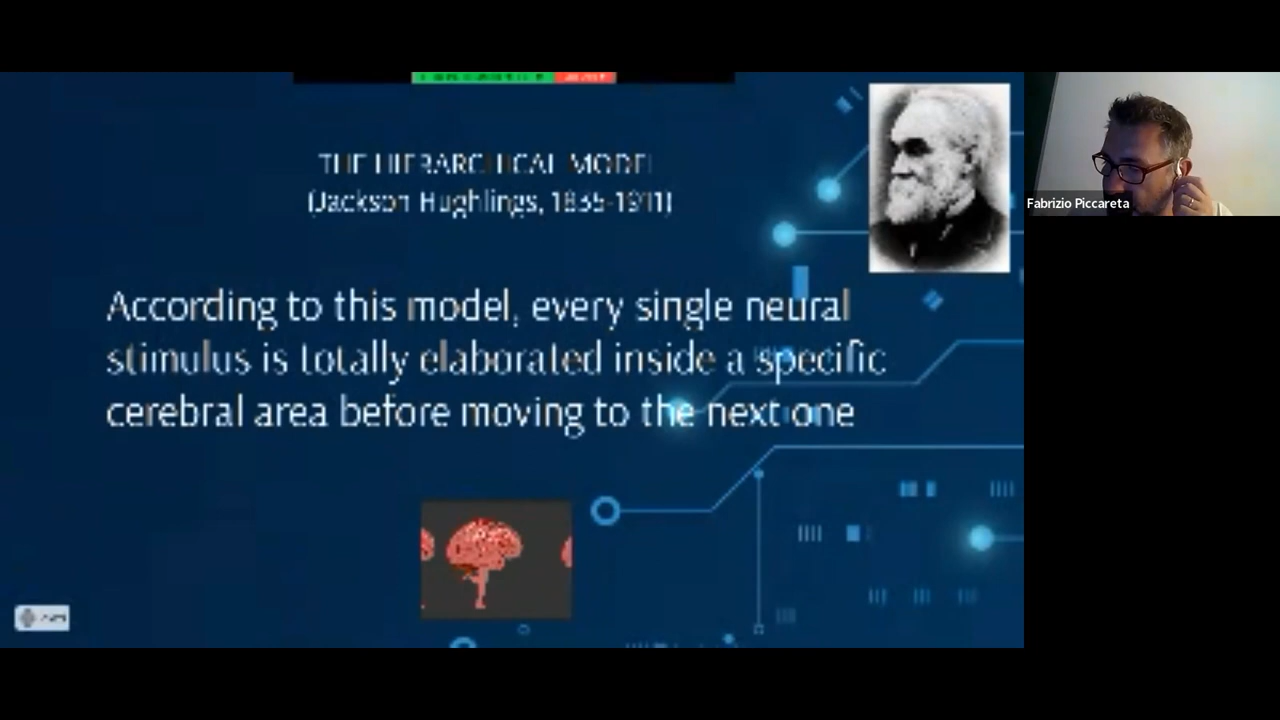 THE HIERARCHICAL MODEL
(Jackson Hughlings, 1835-1911)
According to this model, every single neural
stimulus is totally elaborated inside a specific
cerebral area before moving to the next one
Fabrizio Piccareta